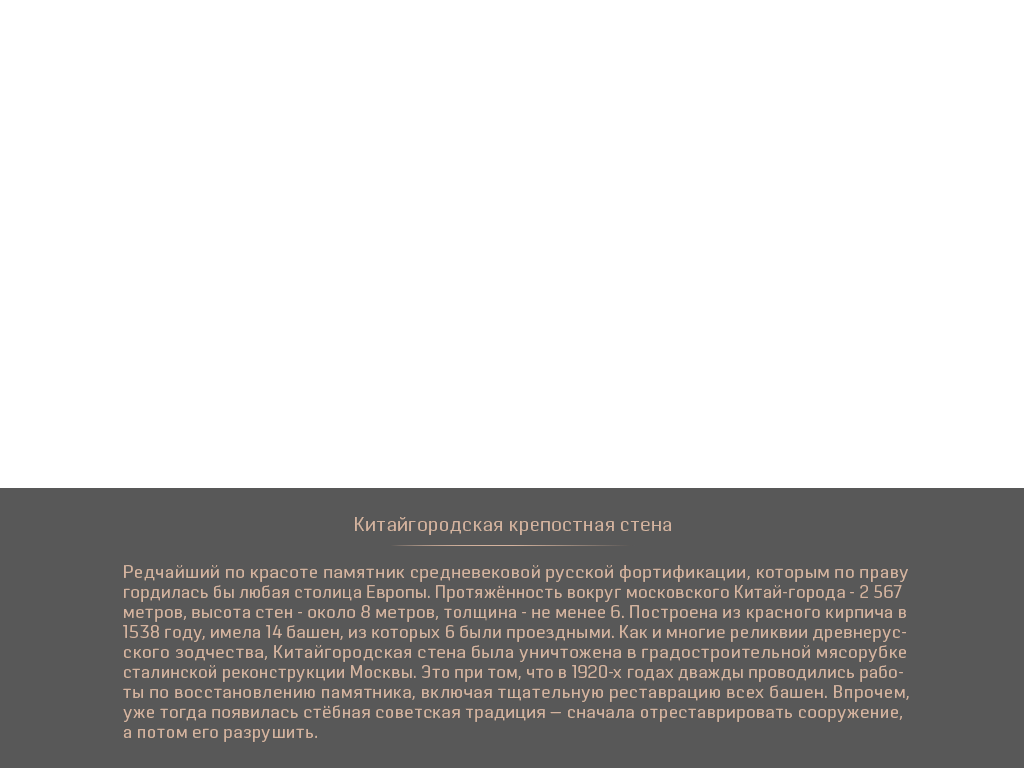 Китайгородская крепостная стена
Редчайший по красоте памятник средневековой русской фортификации, которым по праву
гордилась бы любая столица Европы. Протяжённость вокруг московского Китай-города - 2 567
метров, высота стен - около 8 метров, толщина - не менее 6. Построена из красного кирпича в
1538 году, имела 14 башен, из которых 6 были проездными. Как и многие реликвии древнерус-
ского зодчества, Китайгородская стена была уничтожена в градостроительной мясорубке
сталинской реконструкции Москвы. Это при том, что в 1920-х годах дважды проводились рабо-
ты по восстановлению памятника, включая тщательную реставрацию всех башен. Впрочем,
уже тогда появилась стёбная советская традиция — сначала отреставрировать сооружение,
а потом его разрушить.